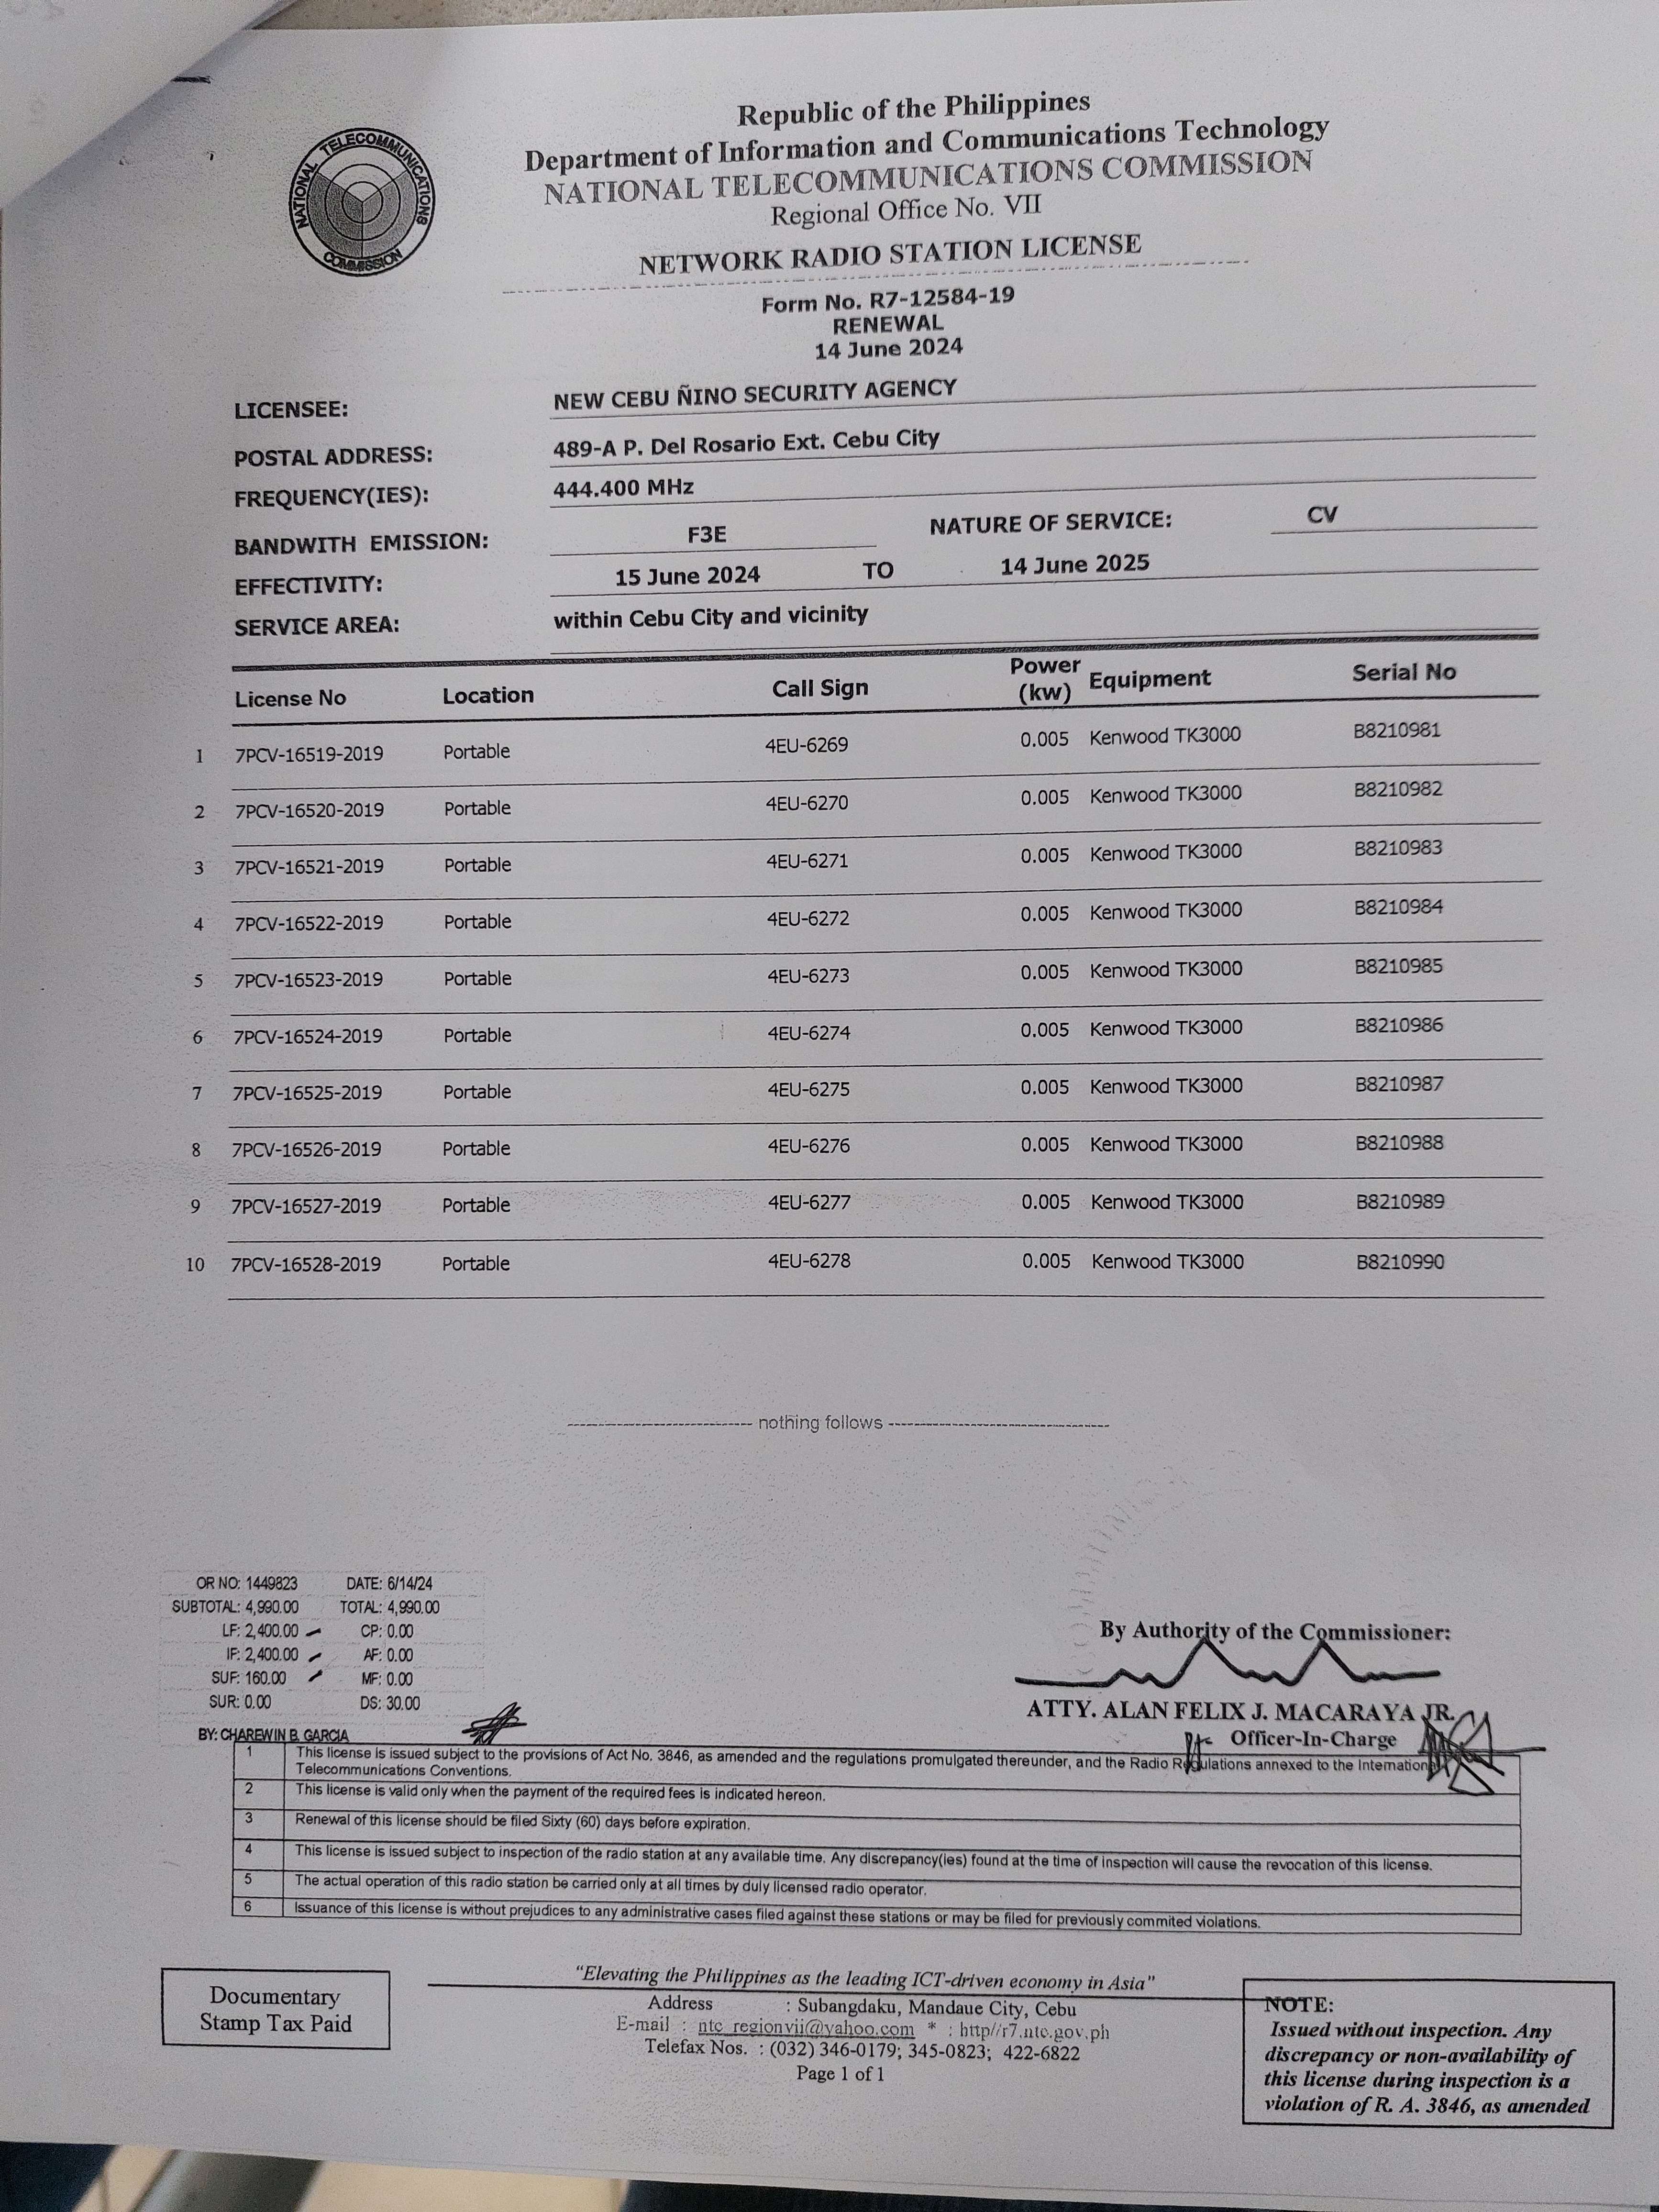 NATIONAL TELECOMMUNICATIONS
COMMISSION
Republic of the Philippines
Department of Information and Communications Technology
NATIONAL TELECOMMUNICATIONS COMMISSION
Regional Office No. VII
NETWORK RADIO STATION LICENSE
Form No. R7-12584-19
RENEWAL
14 June 2024
LICENSEE: NEW CEBU ÑINO SECURITY AGENCY
POSTAL ADDRESS: 489-A P. Del Rosario Ext. Cebu City
FREQUENCY(IES): 444.400 MHz
BANDWITH EMISSION: F3E NATURE OF SERVICE: CV
EFFECTIVITY: 15 June 2024 TO 14 June 2025
SERVICE AREA: within Cebu City and vicinity
License No Location Call Sign Power (kw) Equipment Serial No
1 7PCV-16519-2019 Portable 4EU-6269 0.005 Kenwood TK3000 B8210981
2 7PCV-16520-2019 Portable 4EU-6270 0.005 Kenwood TK3000 B8210982
3 7PCV-16521-2019 Portable 4EU-6271 0.005 Kenwood TK3000 B8210983
4 7PCV-16522-2019 Portable 4EU-6272 0.005 Kenwood TK3000 B8210984
5 7PCV-16523-2019 Portable 4EU-6273 0.005 Kenwood TK3000 B8210985
6 7PCV-16524-2019 Portable 4EU-6274 0.005 Kenwood TK3000 B8210986
7 7PCV-16525-2019 Portable 4EU-6275 0.005 Kenwood TK3000 B8210987
8 7PCV-16526-2019 Portable 4EU-6276 0.005 Kenwood TK3000 B8210988
9 7PCV-16527-2019 Portable 4EU-6277 0.005 Kenwood TK3000 B8210989
10 7PCV-16528-2019 Portable 4EU-6278 0.005 Kenwood TK3000 B8210990
------------------------------ nothing follows ------------------------------------
OR NO: 1449823 DATE: 6/14/24
SUBTOTAL: 4,990.00 TOTAL: 4,990.00
LF: 2,400.00 CP: 0.00
IF: 2,400.00 AF: 0.00
SUF: 160.00 MF: 0.00
SUR: 0.00 DS: 30.00
BY: CHAREWIN B. GARCIA
By Authority of the Commissioner:
ATTY. ALAN FELIX J. MACARAYA JR.
Officer-In-Charge
1 This license is issued subject to the provisions of Act No. 3846, as amended and the regulations promulgated thereunder, and the Radio Regulations annexed to the International
Telecommunications Conventions.
2 This license is valid only when the payment of the required fees is indicated hereon.
3 Renewal of this license should be filed Sixty (60) days before expiration.
4 This license is issued subject to inspection of the radio station at any available time. Any discrepancy(ies) found at the time of inspection will cause the revocation of this license.
5 The actual operation of this radio station be carried only at all times by duly licensed radio operator.
6 Issuance of this license is without prejudices to any administrative cases filed against these stations or may be filed for previously commited violations.
Documentary
Stamp Tax Paid
“Elevating the Philippines as the leading ICT-driven economy in Asia”
Address : Subangdaku, Mandaue City, Cebu
E-mail : ntc_regionvii@yahoo.com * : http//r7.ntc.gov.ph
Telefax Nos. : (032) 346-0179; 345-0823; 422-6822
Page 1 of 1
NOTE:
Issued without inspection. Any
discrepancy or non-availability of
this license during inspection is a
violation of R. A. 3846, as amended